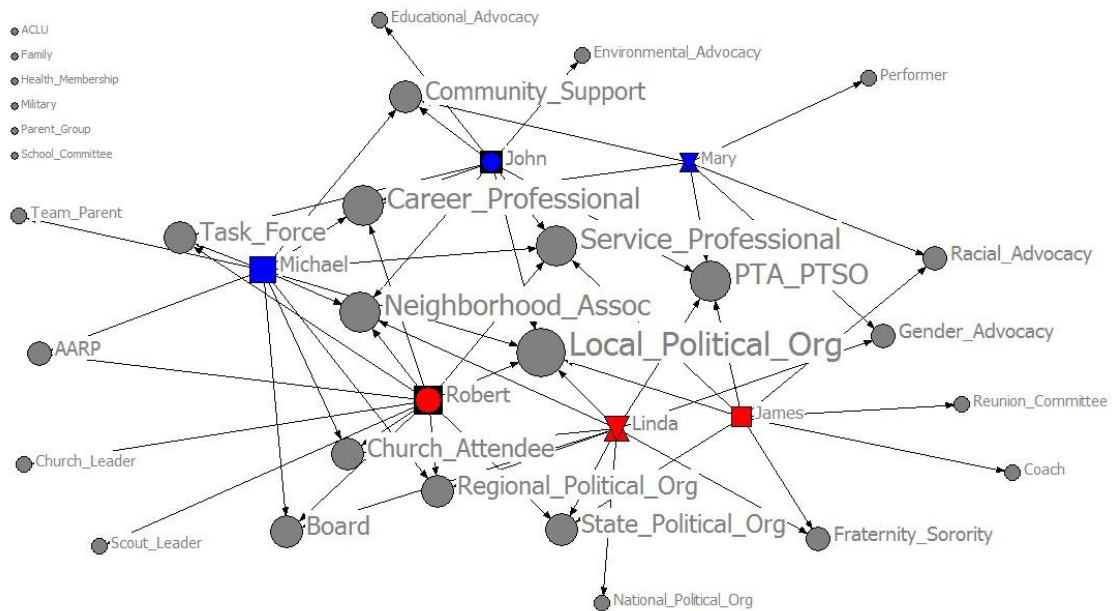 Educational_Advocacy
ACLU
Environmental_Advocacy
Family
Performer
Health_Membership
Community_Support
Military
Parent_Group
School_Committee
John
Mary
Career_Professional
Team_Parent
Task_Force
Service_Professional
Racial_Advocacy
Michael
PTA_PTSO
Neighborhood_Assoc
Gender_Advocacy
Local_Political_Org
AARP
Robert
Reunion_Committee
James
Linda
Church_Attendee
Church_Leader
Coach
Regional_Political_Org
Board
State_Political_Org
Fraternity_Sorority
Scout_Leader
National_Political_Org